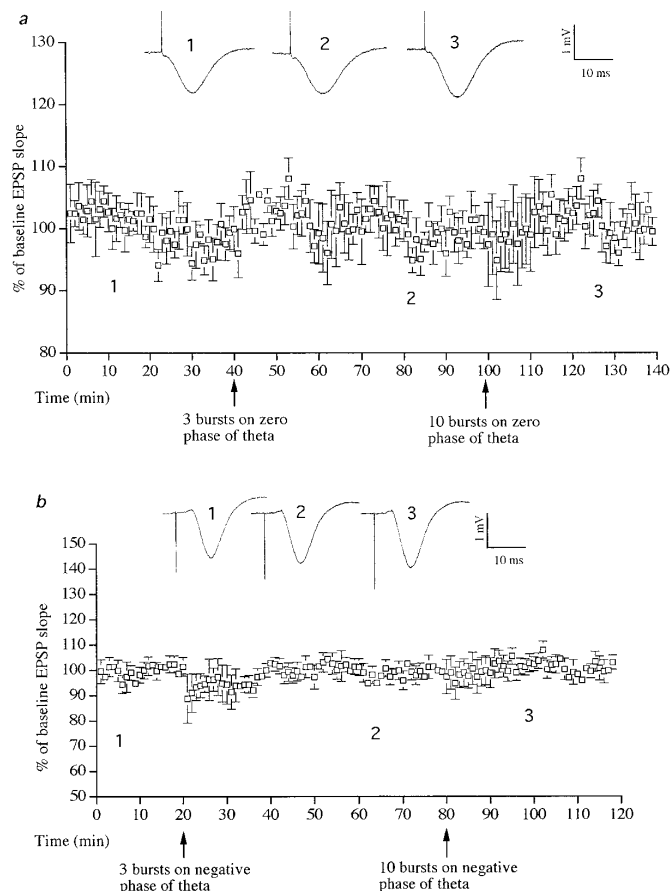 a
130
120
110
100
90
80
% of baseline EPSP slope
1
2
3
1 mV
10 ms
1
2
3
0 10 20 30 40 50 60 70 80 90 100 110 120 130 140
Time (min)
3 bursts on zero
phase of theta
10 bursts on zero
phase of theta
b
150
140
130
120
110
100
90
80
70
60
50
% of baseline EPSP slope
1
2
3
1 mV
10 ms
1
2
3
0 10 20 30 40 50 60 70 80 90 100 110 120
Time (min)
3 bursts on negative
phase of theta
10 bursts on negative
phase of theta